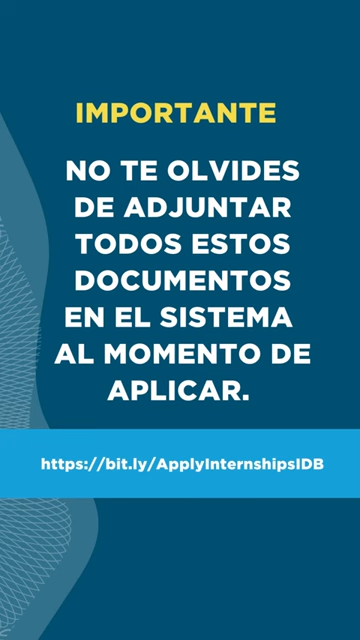 IMPORTANTE
NO TE OLVIDES
DE ADJUNTAR
TODOS ESTOS
DOCUMENTOS
EN EL SISTEMA
AL MOMENTO DE
APLICAR.
https://bit.ly/ApplyInternshipsIDB